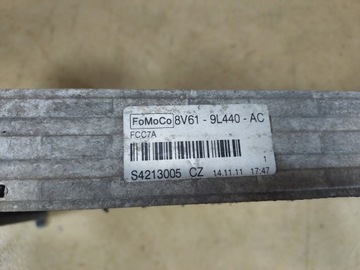 FoMoCo 8V61 - 9L440 - AC
FCC7A
1
S4213005 CZ 14.11.11 17:47